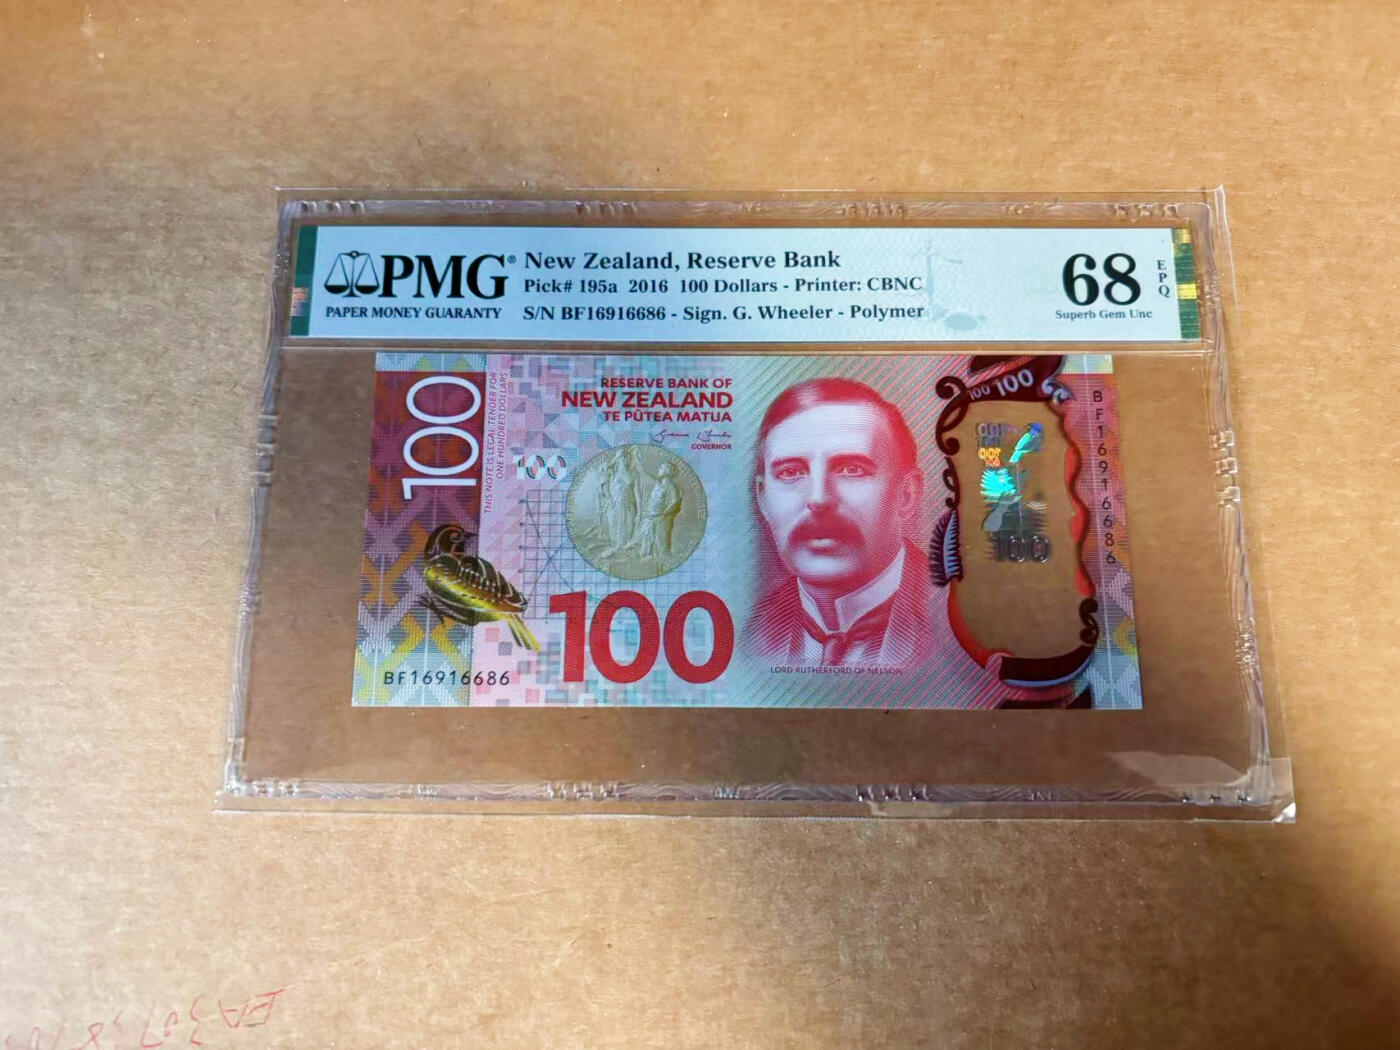 PMG®
PAPER MONEY GUARANTY
New Zealand, Reserve Bank
Pick# 195a 2016 100 Dollars - Printer: CBNC
S/N BF16916686 - Sign. G. Wheeler - Polymer
68
EPQ
Superb Gem Unc
100
THIS NOTE IS LEGAL TENDER FOR
ONE HUNDRED DOLLARS
RESERVE BANK OF
NEW ZEALAND
TE PŪTEA MATUA
GOVERNOR
100
100
100 100
100
BF16916686
LORD RUTHERFORD OF NELSON
BF16916686